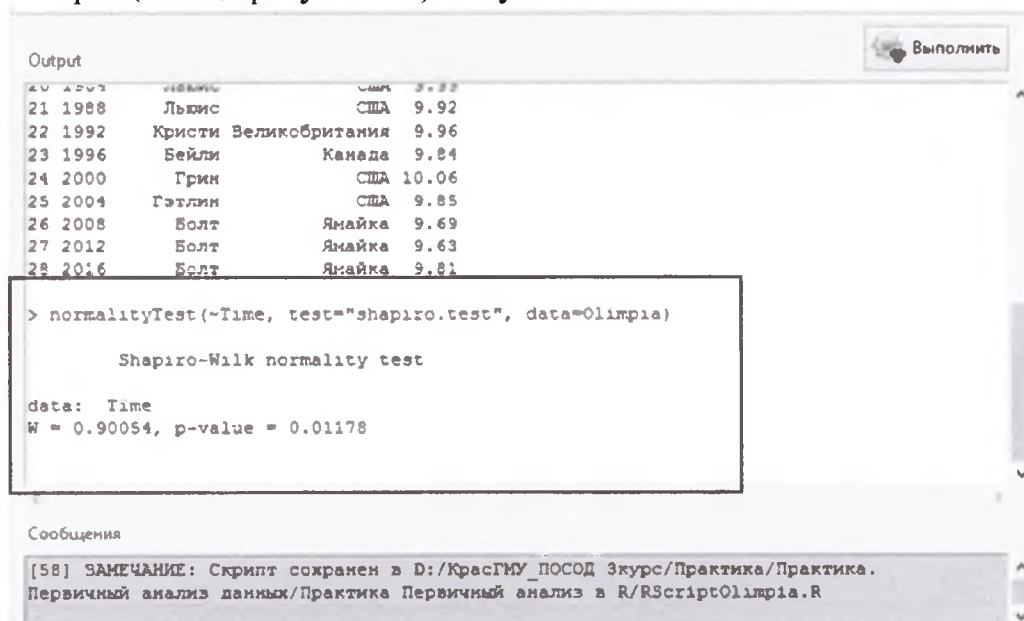 Output
Выполнить
21 1988 Льюис США 9.92
22 1992 Кристи Великобритания 9.96
23 1996 Бейли Канада 9.84
24 2000 Грин США 10.06
25 2004 Гэтлин США 9.85
26 2008 Болт Ямайка 9.69
27 2012 Болт Ямайка 9.63
28 2016 Болт Ямайка 9.81
> normalityTest(~Time, test="shapiro.test", data=Olimpia)
Shapiro-Wilk normality test
data: Time
W = 0.90054, p-value = 0.01178
Сообщения
[58] ЗАМЕЧАНИЕ: Скрипт сохранен в D:/КрасГМУ_ПОСОД 3курс/Практика/Практика.
Первичный анализ данных/Практика Первичный анализ в R/RScriptOlimpia.R